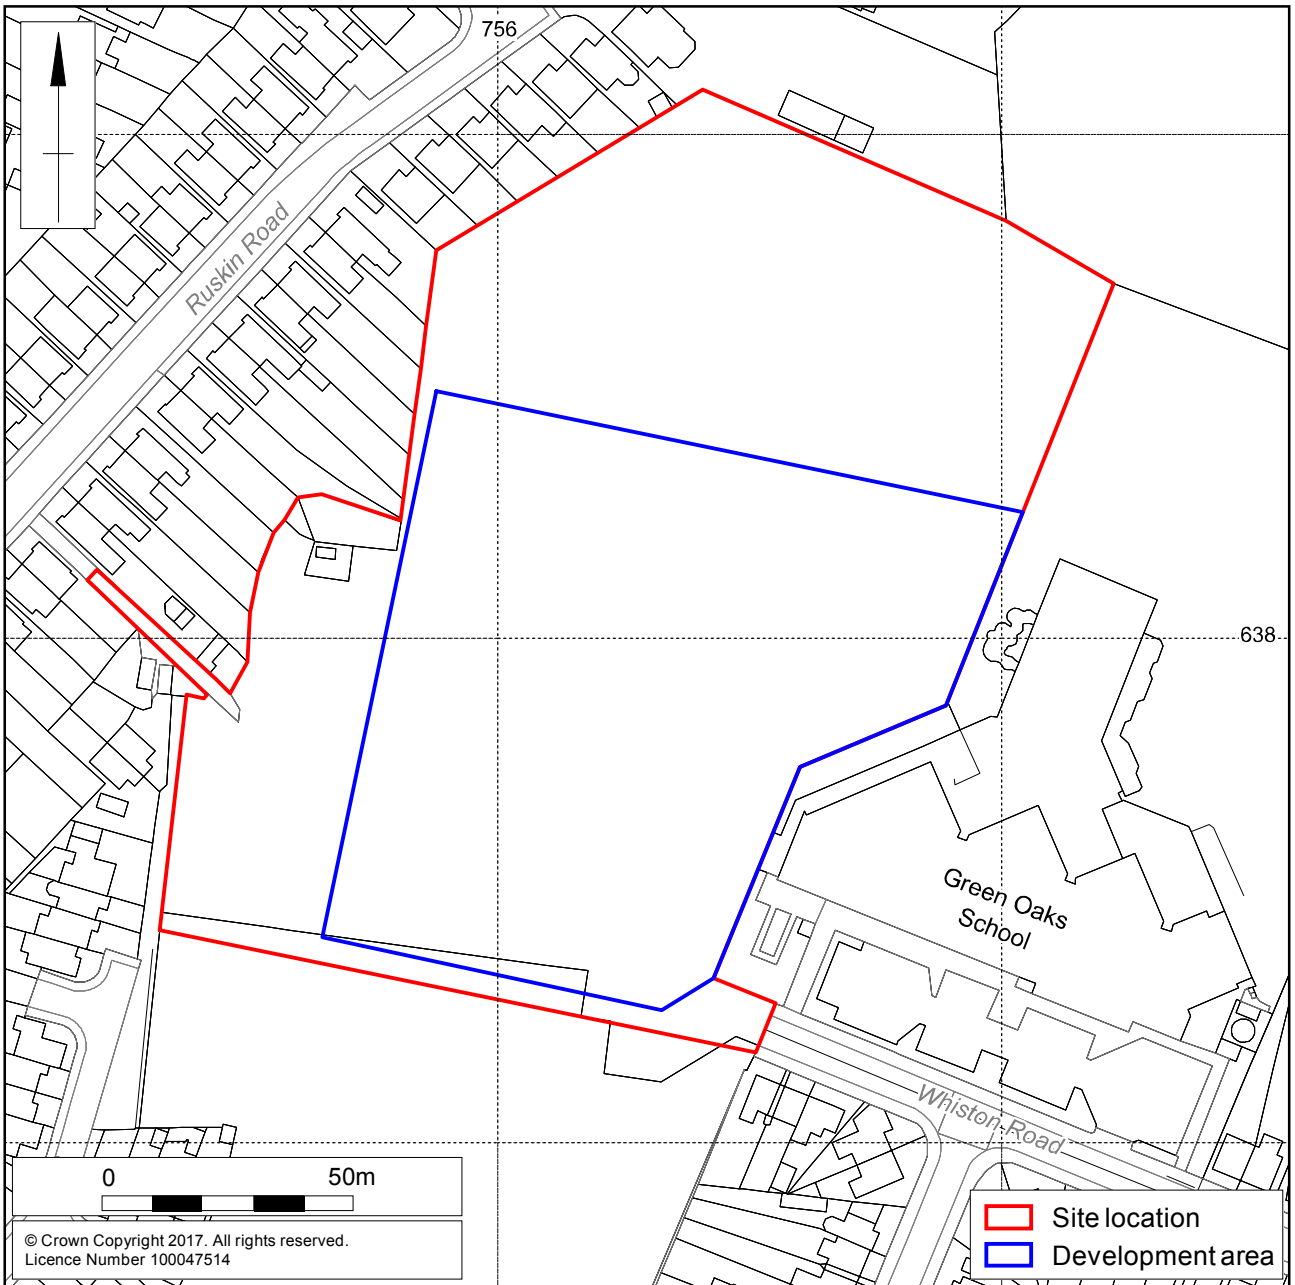 756
Ruskin Road
638
Green Oaks
School
Whiston Road
0 50m
© Crown Copyright 2017. All rights reserved.
Licence Number 100047514
Site location
Development area